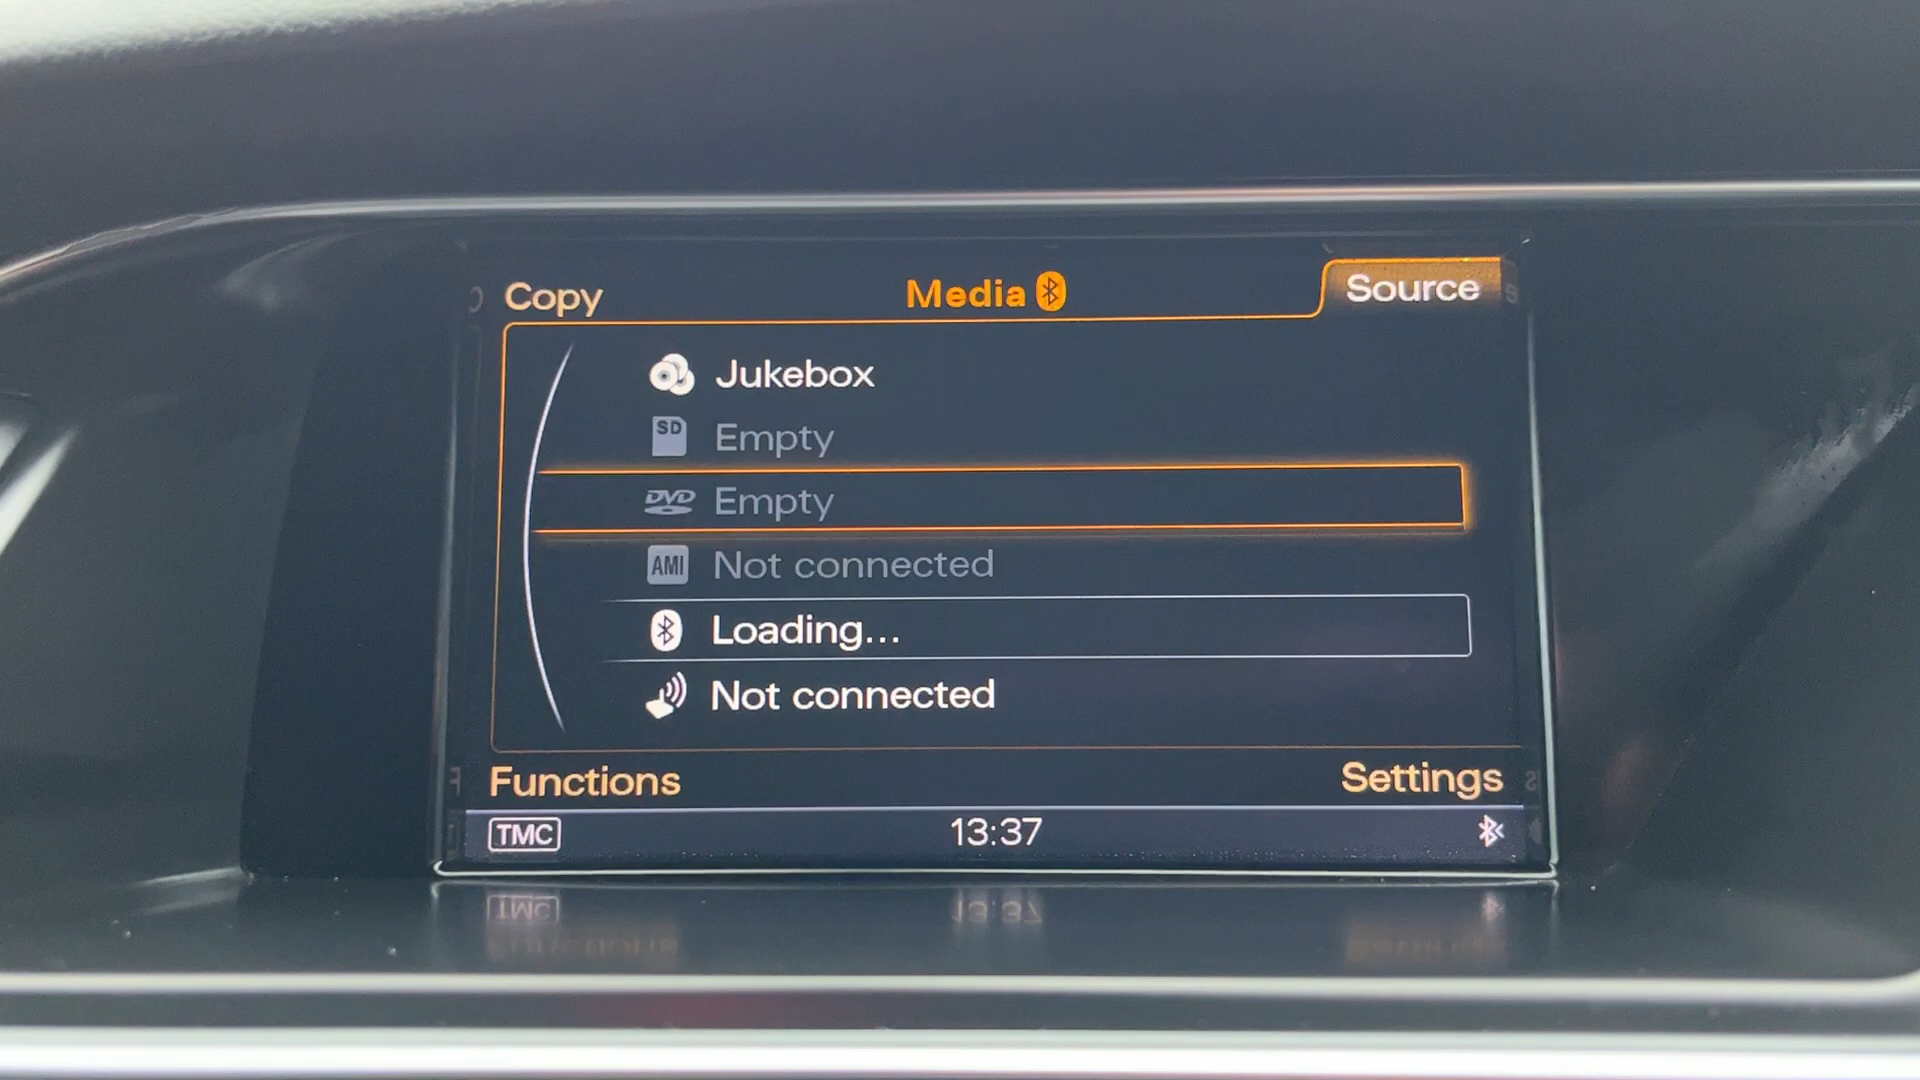 Copy Media Source
Jukebox
SD Empty
DVD Empty
AMI Not connected
Loading...
Not connected
Functions Settings
TMC 13:37